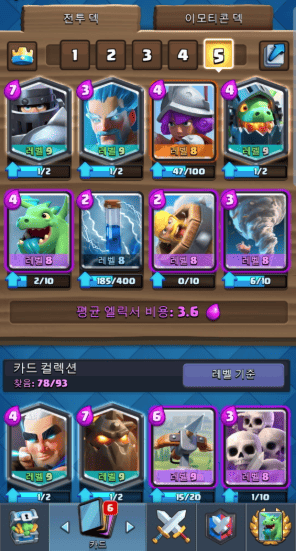 전투 덱 이모티콘 덱
1 2 3 4 5
7 3 4 4
레벨 9 레벨 9 레벨 8 레벨 9
1/2 1/2 47/100 1/2
4 2 2 3
레벨 8 레벨 8 레벨 8 레벨 8
2/10 185/400 0/10 6/10
평균 엘릭서 비용: 3.6
카드 컬렉션
찾음: 78/93
레벨 기준
4 7 6 3
레벨 9 레벨 9 레벨 9 레벨 8
1/2 1/2 15/20 1/10
6
카드